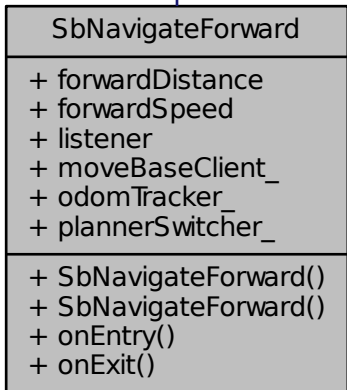 SbNavigateForward
+ forwardDistance
+ forwardSpeed
+ listener
+ moveBaseClient_
+ odomTracker_
+ plannerSwitcher_
+ SbNavigateForward()
+ SbNavigateForward()
+ onEntry()
+ onExit()